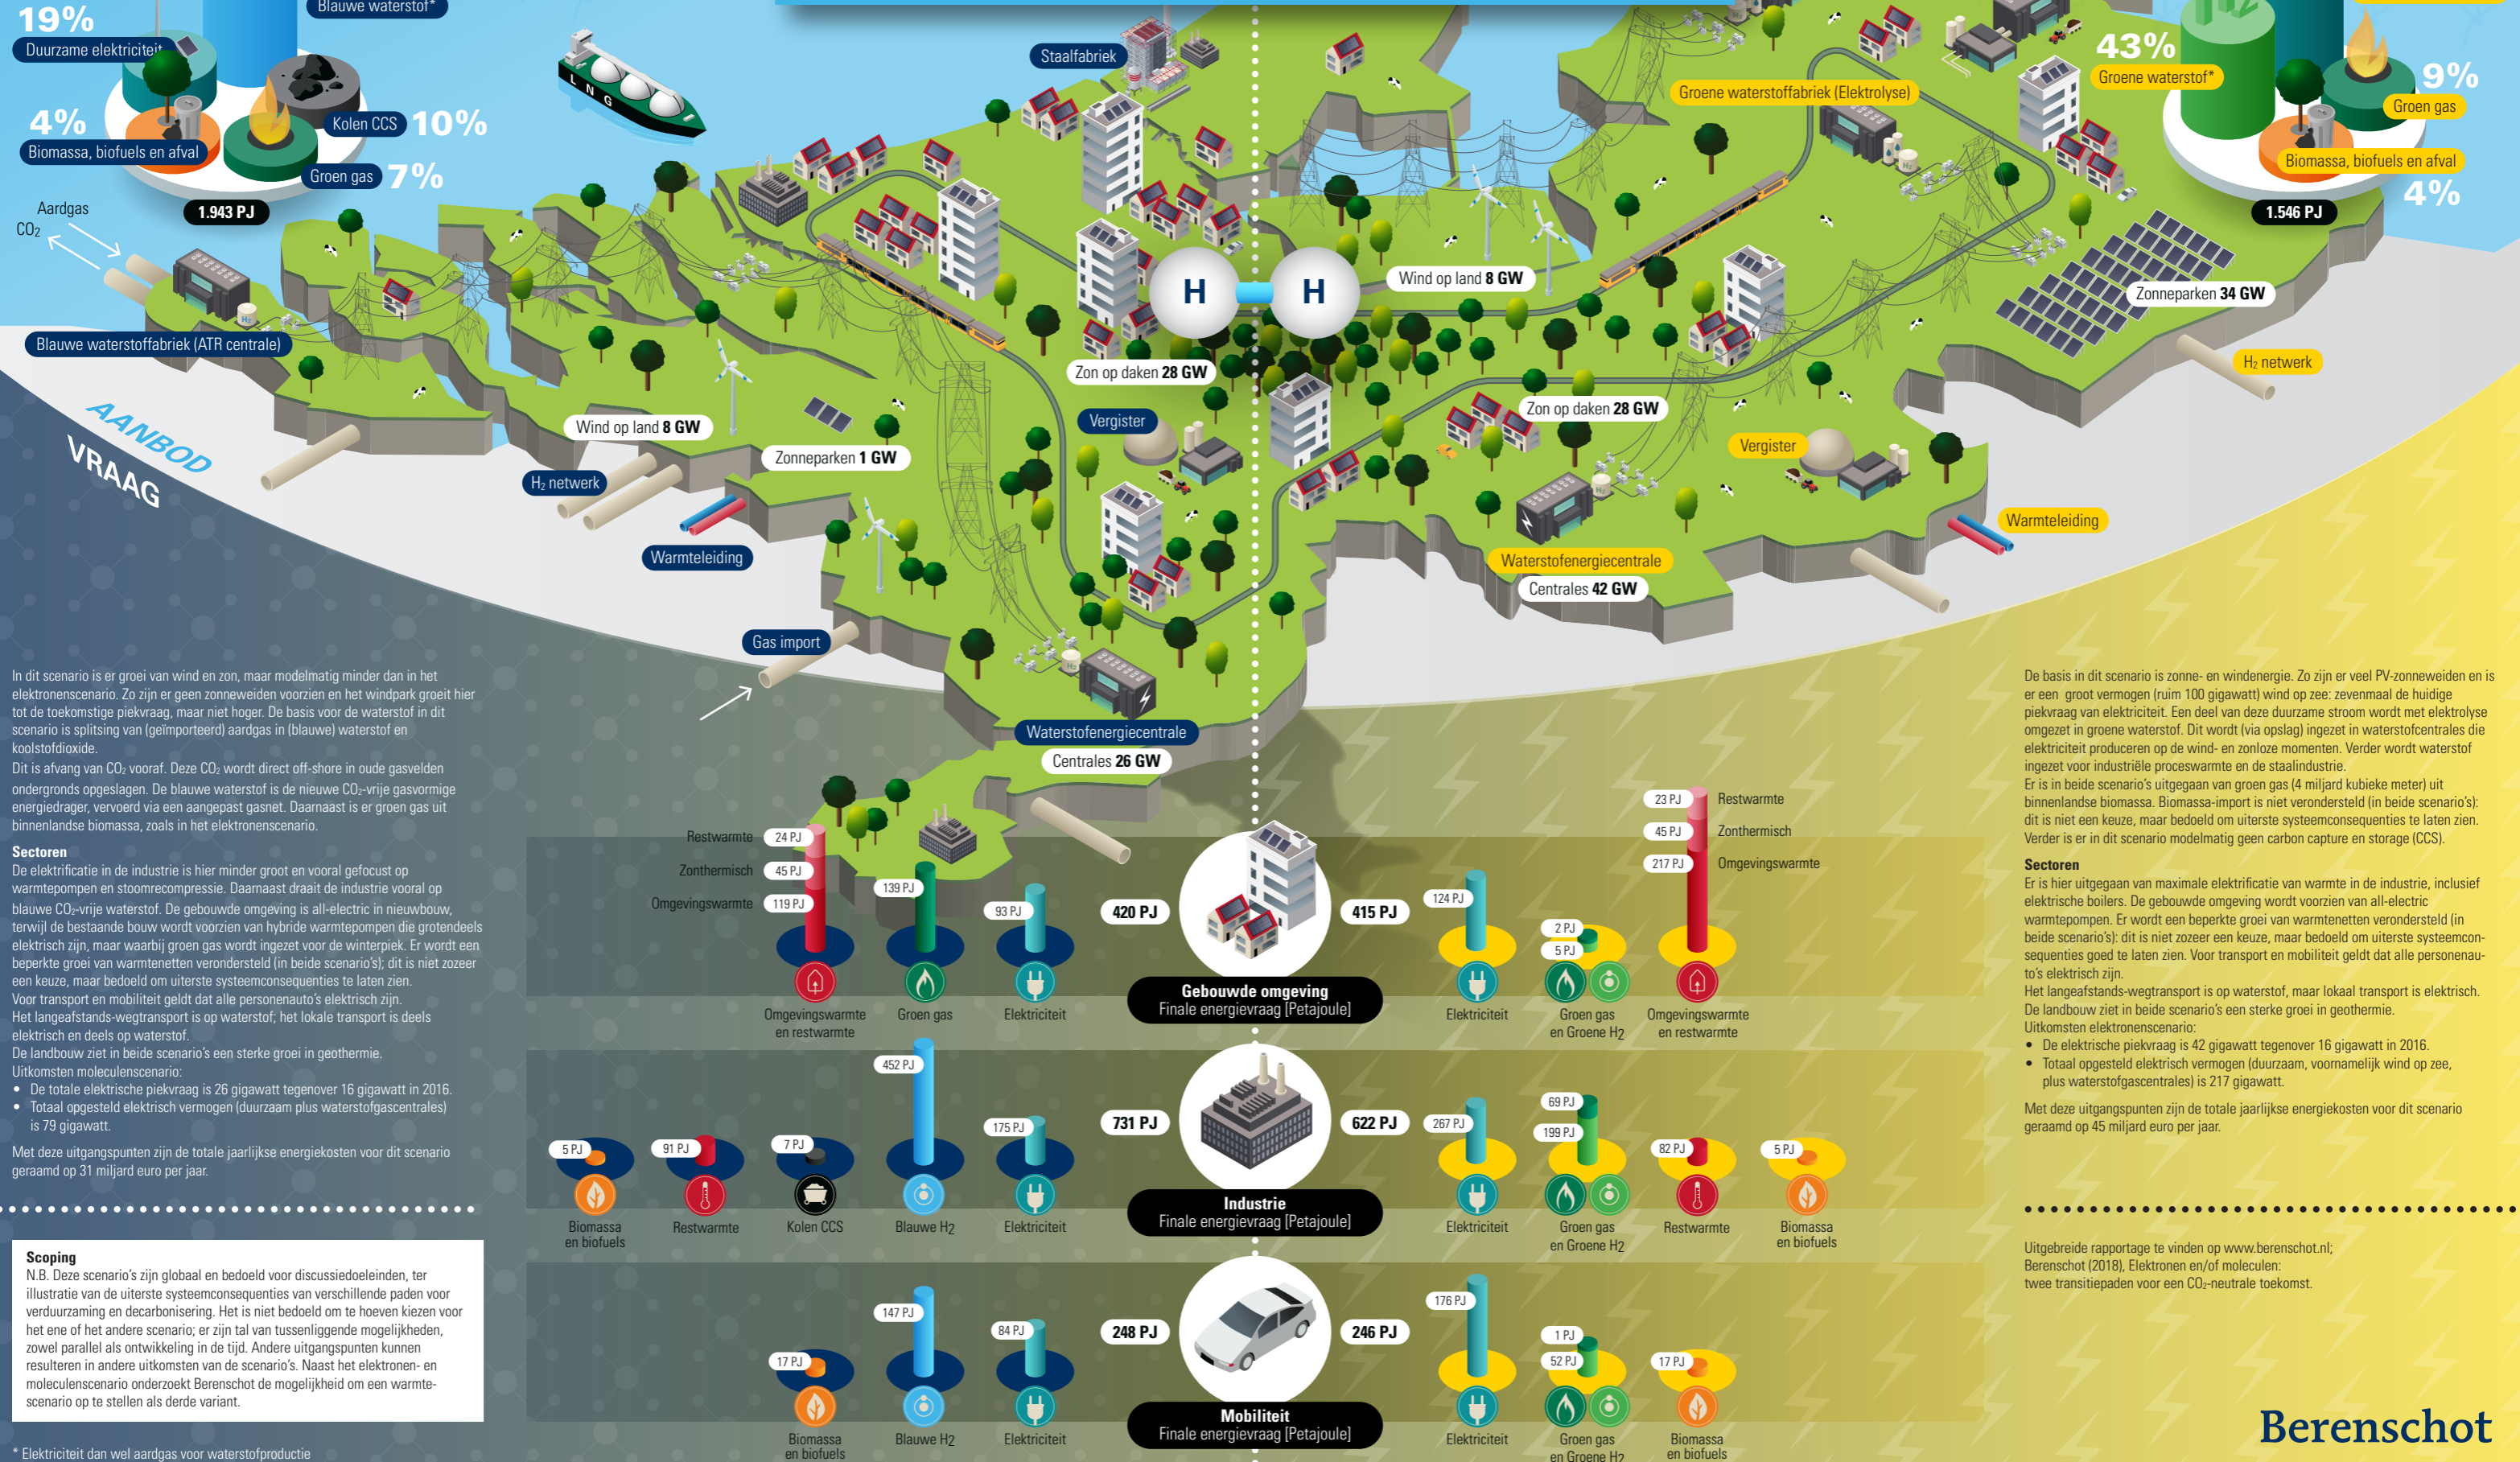 19%
Duurzame elektriciteit
Blauwe waterstof*
4%
Biomassa, biofuels en afval
Kolen CCS 10%
Groen gas 7%
1.943 PJ
Aardgas
CO₂
Blauwe waterstoffabriek (ATR centrale)
AANBOD
VRAAG
L N G
Staalfabriek
H H
Wind op land 8 GW
Zon op daken 28 GW
Vergister
Wind op land 8 GW
Zonneparken 1 GW
H₂ netwerk
Warmteleiding
Gas import
Waterstofenergiecentrale
Centrales 26 GW
Groene waterstoffabriek (Elektrolyse)
43%
Groene waterstof*
H2
9%
Groen gas
Biomassa, biofuels en afval
4%
1.546 PJ
Zonneparken 34 GW
H₂ netwerk
Zon op daken 28 GW
Vergister
Warmteleiding
Waterstofenergiecentrale
Centrales 42 GW
In dit scenario is er groei van wind en zon, maar modelmatig minder dan in het
elektronenscenario. Zo zijn er geen zonneweiden voorzien en het windpark groeit hier
tot de toekomstige piekvraag, maar niet hoger. De basis voor de waterstof in dit
scenario is splitsing van (geïmporteerd) aardgas in (blauwe) waterstof en
koolstofdioxide.
Dit is afvang van CO₂ vooraf. Deze CO₂ wordt direct off-shore in oude gasvelden
ondergronds opgeslagen. De blauwe waterstof is de nieuwe CO₂-vrije gasvormige
energiedrager, vervoerd via een aangepast gasnet. Daarnaast is er groen gas uit
binnenlandse biomassa, zoals in het elektronenscenario.
Sectoren
De elektrificatie in de industrie is hier minder groot en vooral gefocust op
warmtepompen en stoomrecompressie. Daarnaast draait de industrie vooral op
blauwe CO₂-vrije waterstof. De gebouwde omgeving is all-electric in nieuwbouw,
terwijl de bestaande bouw wordt voorzien van hybride warmtepompen die grotendeels
elektrisch zijn, maar waarbij groen gas wordt ingezet voor de winterpiek. Er wordt een
beperkte groei van warmtenetten verondersteld (in beide scenario's); dit is niet zozeer
een keuze, maar bedoeld om uiterste systeemconsequenties te laten zien.
Voor transport en mobiliteit geldt dat alle personenauto's elektrisch zijn.
Het langeafstands-wegtransport is op waterstof; het lokale transport is deels
elektrisch en deels op waterstof.
De landbouw ziet in beide scenario's een sterke groei in geothermie.
Uitkomsten moleculenscenario:
• De totale elektrische piekvraag is 26 gigawatt tegenover 16 gigawatt in 2016.
• Totaal opgesteld elektrisch vermogen (duurzaam plus waterstofgascentrales)
is 79 gigawatt.
Met deze uitgangspunten zijn de totale jaarlijkse energiekosten voor dit scenario
geraamd op 31 miljard euro per jaar.
Scoping
N.B. Deze scenario's zijn globaal en bedoeld voor discussiedoeleinden, ter
illustratie van de uiterste systeemconsequenties van verschillende paden voor
verduurzaming en decarbonisering. Het is niet bedoeld om te hoeven kiezen voor
het ene of het andere scenario; er zijn tal van tussenliggende mogelijkheden,
zowel parallel als ontwikkeling in de tijd. Andere uitgangspunten kunnen
resulteren in andere uitkomsten van de scenario's. Naast het elektronen- en
moleculenscenario onderzoekt Berenschot de mogelijkheid om een warmte-
scenario op te stellen als derde variant.
* Elektriciteit dan wel aardgas voor waterstofproductie
Restwarmte 24 PJ
Zonthermisch 45 PJ
Omgevingswarmte 119 PJ
139 PJ
93 PJ
420 PJ
415 PJ
124 PJ
2 PJ
5 PJ
23 PJ Restwarmte
45 PJ Zonthermisch
217 PJ Omgevingswarmte
Omgevingswarmte
en restwarmte
Groen gas
Elektriciteit
Gebouwde omgeving
Finale energievraag [Petajoule]
Elektriciteit
Groen gas
en Groene H₂
Omgevingswarmte
en restwarmte
5 PJ
91 PJ
7 PJ
452 PJ
175 PJ
731 PJ
622 PJ
267 PJ
69 PJ
199 PJ
82 PJ
5 PJ
Biomassa
en biofuels
Restwarmte
Kolen CCS
Blauwe H2
Elektriciteit
Industrie
Finale energievraag [Petajoule]
Elektriciteit
Groen gas
en Groene H₂
Restwarmte
Biomassa
en biofuels
17 PJ
147 PJ
84 PJ
248 PJ
246 PJ
176 PJ
1 PJ
52 PJ
17 PJ
Biomassa
en biofuels
Blauwe H2
Elektriciteit
Mobiliteit
Finale energievraag [Petajoule]
Elektriciteit
Groen gas
en Groene H₂
Biomassa
en biofuels
De basis in dit scenario is zonne- en windenergie. Zo zijn er veel PV-zonneweiden en is
er een groot vermogen (ruim 100 gigawatt) wind op zee: zevenmaal de huidige
piekvraag van elektriciteit. Een deel van deze duurzame stroom wordt met elektrolyse
omgezet in groene waterstof. Dit wordt (via opslag) ingezet in waterstofcentrales die
elektriciteit produceren op de wind- en zonloze momenten. Verder wordt waterstof
ingezet voor industriële proceswarmte en de staalindustrie.
Er is in beide scenario's uitgegaan van groen gas (4 miljard kubieke meter) uit
binnenlandse biomassa. Biomassa-import is niet verondersteld (in beide scenario's):
dit is niet een keuze, maar bedoeld om uiterste systeemconsequenties te laten zien.
Verder is er in dit scenario modelmatig geen carbon capture en storage (CCS).
Sectoren
Er is hier uitgegaan van maximale elektrificatie van warmte in de industrie, inclusief
elektrische boilers. De gebouwde omgeving wordt voorzien van all-electric
warmtepompen. Er wordt een beperkte groei van warmtenetten verondersteld (in
beide scenario's): dit is niet zozeer een keuze, maar bedoeld om uiterste systeemcon-
sequenties goed te laten zien. Voor transport en mobiliteit geldt dat alle personenau-
to's elektrisch zijn.
Het langeafstands-wegtransport is op waterstof, maar lokaal transport is elektrisch.
De landbouw ziet in beide scenario's een sterke groei in geothermie.
Uitkomsten elektronenscenario:
• De elektrische piekvraag is 42 gigawatt tegenover 16 gigawatt in 2016.
• Totaal opgesteld elektrisch vermogen (duurzaam, voornamelijk wind op zee,
plus waterstofgascentrales) is 217 gigawatt.
Met deze uitgangspunten zijn de totale jaarlijkse energiekosten voor dit scenario
geraamd op 45 miljard euro per jaar.
Uitgebreide rapportage te vinden op www.berenschot.nl;
Berenschot (2018), Elektronen en/of moleculen:
twee transitiepaden voor een CO₂-neutrale toekomst.
Berenschot